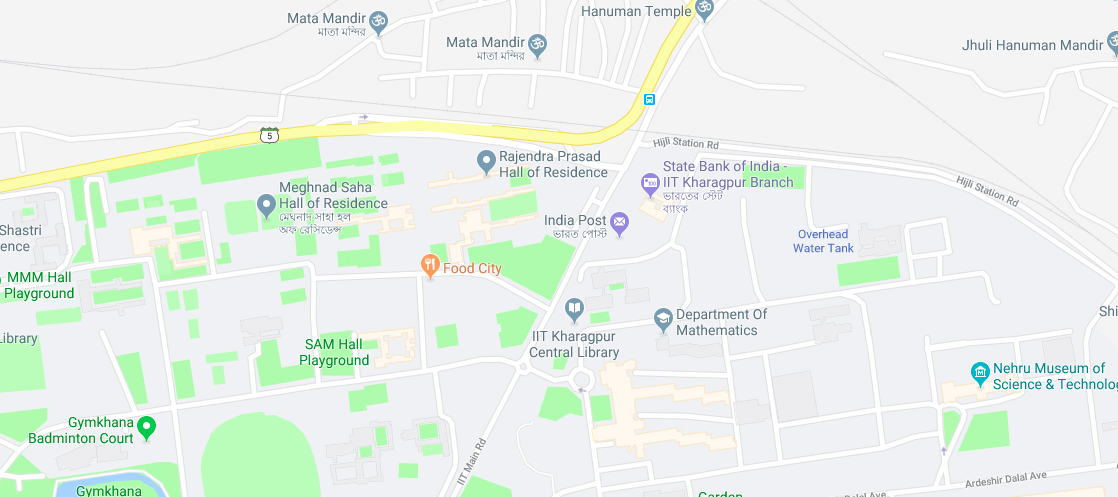 Hanuman Temple
Mata Mandir
মাতা মন্দির
Mata Mandir
মাতা মন্দির
Jhuli Hanuman Mandir
5
Hijli Station Rd
Rajendra Prasad
Hall of Residence
State Bank of India -
IIT Kharagpur Branch
ভারতের স্টেট
ব্যাংক
Hijli Station Rd
Meghnad Saha
Hall of Residence
মেঘনাদ সাহা হল
অফ রেসিডেন্স
India Post
ভারত পোস্ট
Shastri
ence
Overhead
Water Tank
Food City
MMM Hall
Playground
IIT Kharagpur
Central Library
Department Of
Mathematics
Shi
Library
SAM Hall
Playground
Nehru Museum of
Science & Technolog
Gymkhana
Badminton Court
IIT Main Rd
Gymkhana
Garden
Ardeshir Dalal Ave
Ardeshir Dalal Ave